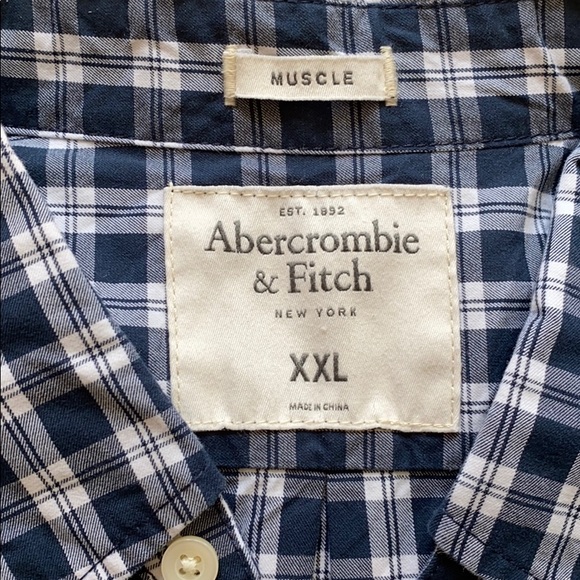 MUSCLE
EST. 1892
Abercrombie
& Fitch
NEW YORK
XXL
MADE IN CHINA